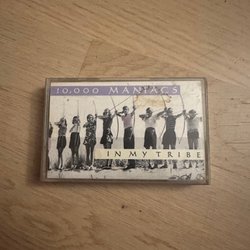 10,000 MANIACS
IN MY TRIBE